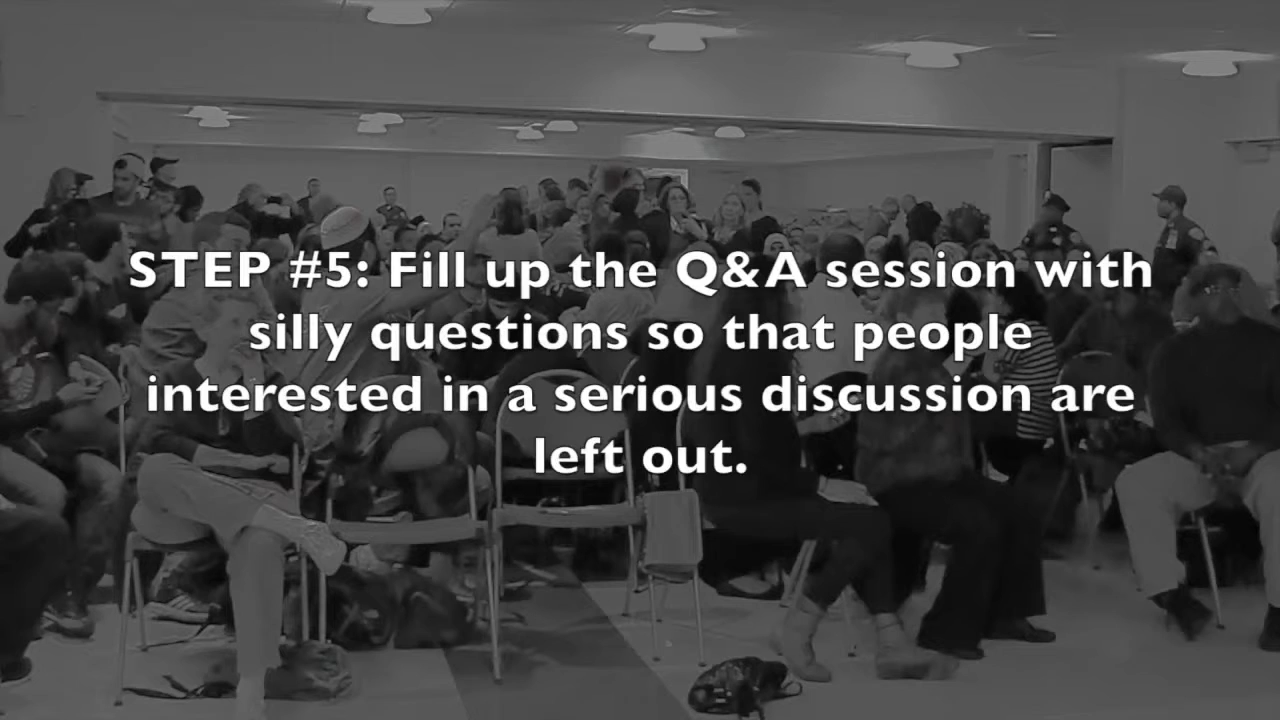 STEP #5: Fill up the Q&A session with
silly questions so that people
interested in a serious discussion are
left out.